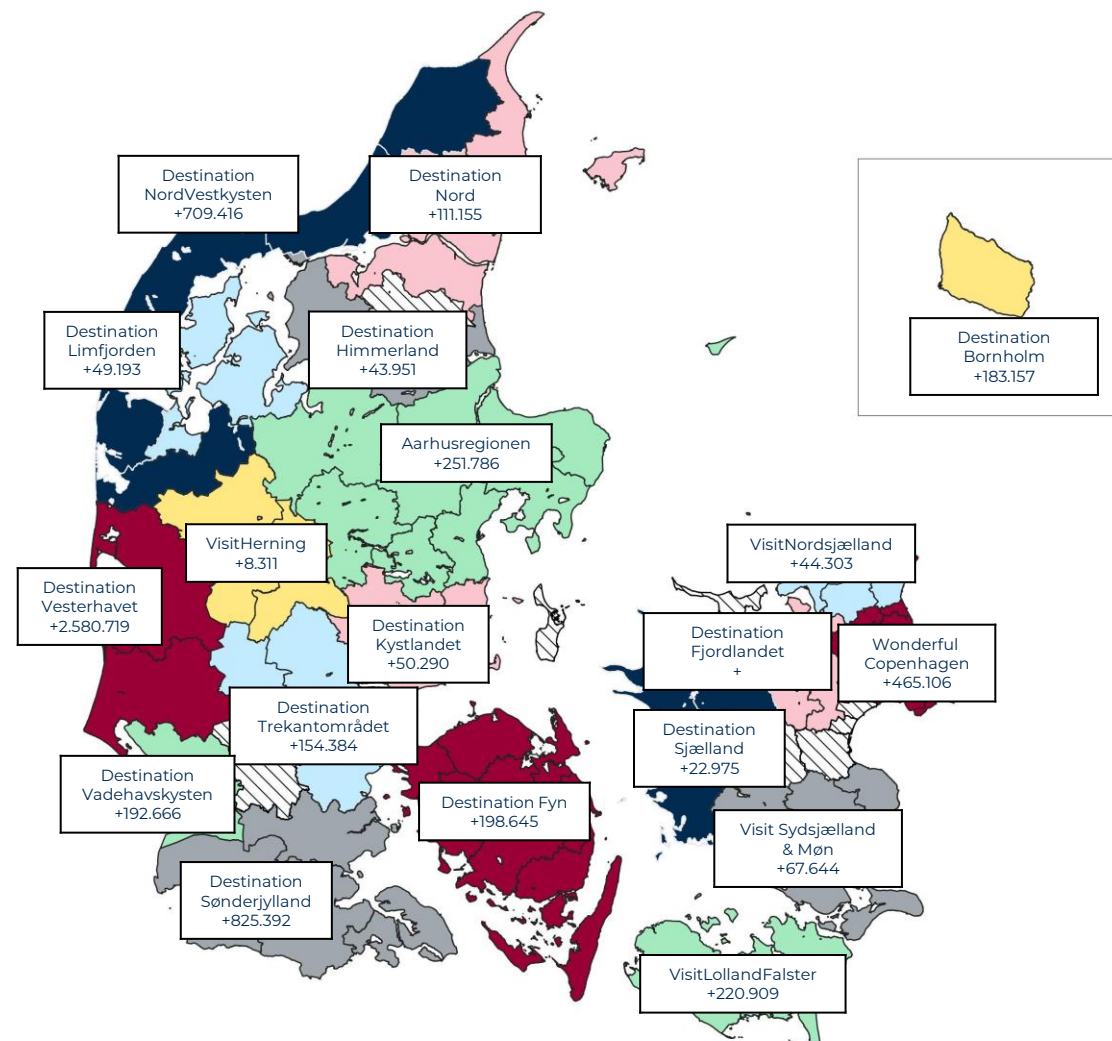 Destination
NordVestkysten
+709.416
Destination
Nord
+111.155
Destination
Limfjorden
+49.193
Destination
Himmerland
+43.951
Destination
Bornholm
+183.157
Aarhusregionen
+251.786
VisitHerning
+8.311
VisitNordsjælland
+44.303
Destination
Vesterhavet
+2.580.719
Destination
Kystlandet
+50.290
Destination
Fjordlandet
+
Wonderful
Copenhagen
+465.106
Destination
Trekantområdet
+154.384
Destination
Sjælland
+22.975
Destination
Vadehavskysten
+192.666
Destination Fyn
+198.645
Visit Sydsjælland
& Møn
+67.644
Destination
Sønderjylland
+825.392
VisitLollandFalster
+220.909